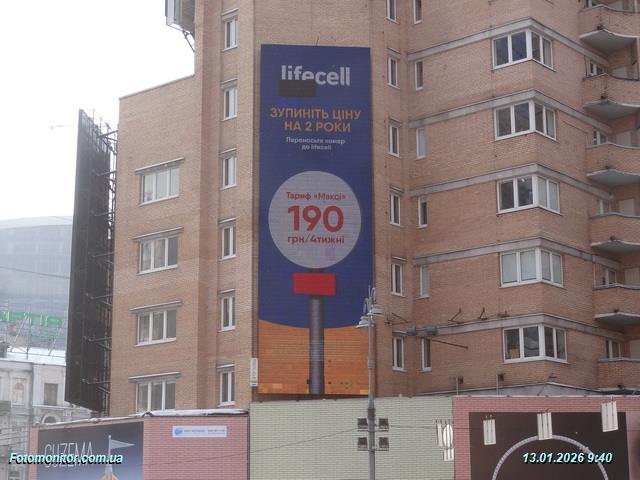 lifecell
ЗУПИНІТЬ ЦІНУ
НА 2 РОКИ
Переносьте номер
до lifecell
Тариф «Максі»
190
грн/4тижні
GUZEMA
Fotomonitor.com.ua
13.01.2026 9:40